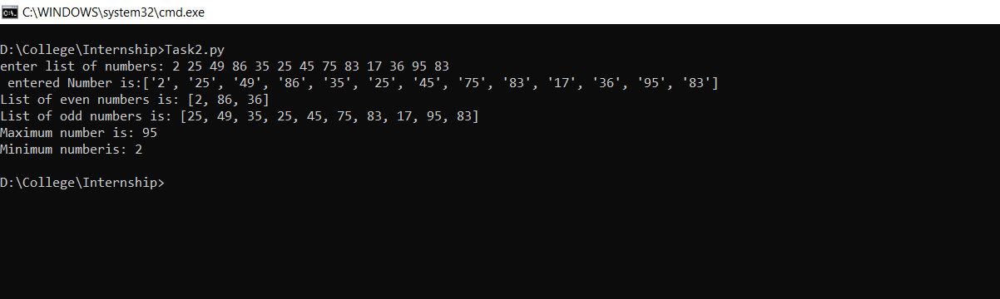 C:\WINDOWS\system32\cmd.exe
D:\College\Internship>Task2.py
enter list of numbers: 2 25 49 86 35 25 45 75 83 17 36 95 83
 entered Number is:['2', '25', '49', '86', '35', '25', '45', '75', '83', '17', '36', '95', '83']
List of even numbers is: [2, 86, 36]
List of odd numbers is: [25, 49, 35, 25, 45, 75, 83, 17, 95, 83]
Maximum number is: 95
Minimum numberis: 2
D:\College\Internship>